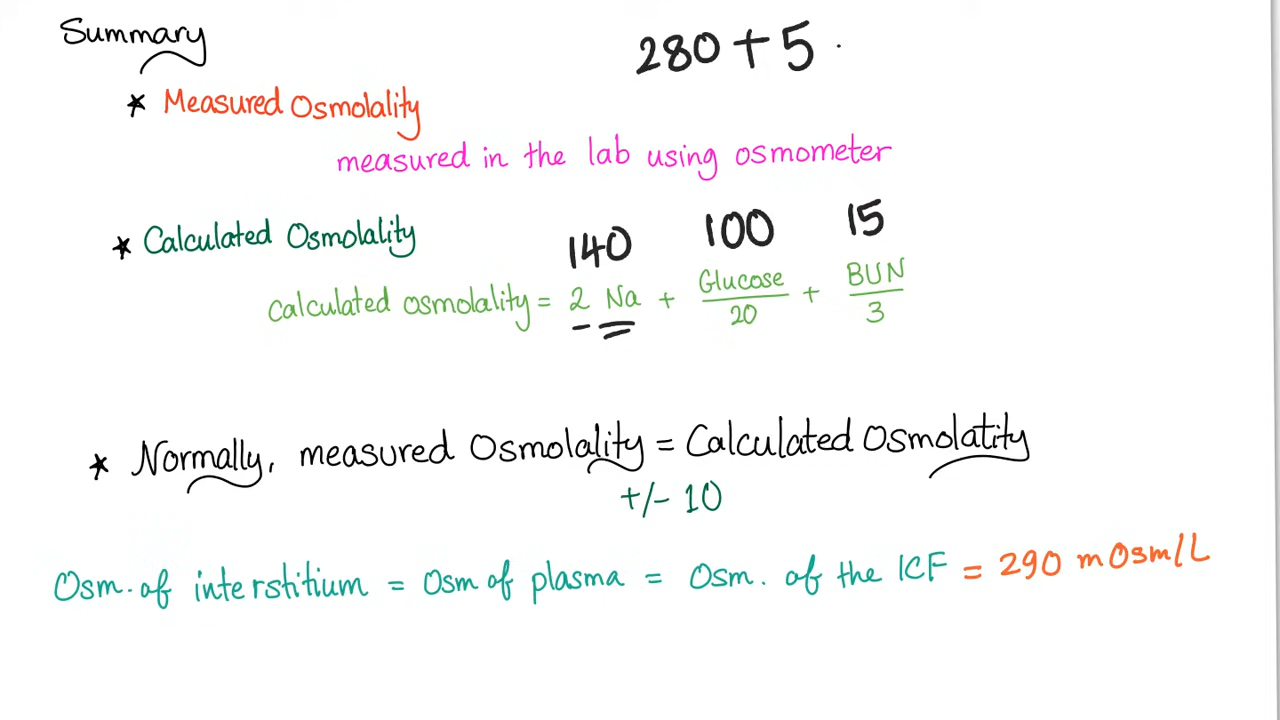 Summary
280 + 5
* Measured Osmolality
measured in the lab using osmometer
* Calculated Osmolality
140 100 15
calculated osmolality = 2 Na + Glucose/20 + BUN/3
* Normally, measured Osmolality = Calculated Osmolatity
+/- 10
Osm. of interstitium = Osm of plasma = Osm. of the ICF = 290 mOsm/L